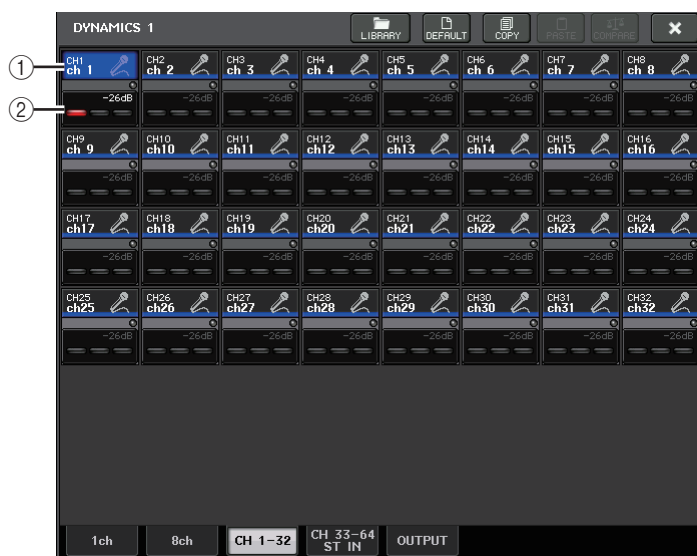 DYNAMICS 1
LIBRARY DEFAULT COPY PASTE COMPARE
① CH1 CH2 CH3 CH4 CH5 CH6 CH7 CH8
ch 1 ch 2 ch 3 ch 4 ch 5 ch 6 ch 7 ch 8
② -26dB -26dB -26dB -26dB -26dB -26dB -26dB -26dB
CH9 CH10 CH11 CH12 CH13 CH14 CH15 CH16
ch 9 ch10 ch11 ch12 ch13 ch14 ch15 ch16
-26dB -26dB -26dB -26dB -26dB -26dB -26dB -26dB
CH17 CH18 CH19 CH20 CH21 CH22 CH23 CH24
ch17 ch18 ch19 ch20 ch21 ch22 ch23 ch24
-26dB -26dB -26dB -26dB -26dB -26dB -26dB -26dB
CH25 CH26 CH27 CH28 CH29 CH30 CH31 CH32
ch25 ch26 ch27 ch28 ch29 ch30 ch31 ch32
-26dB -26dB -26dB -26dB -26dB -26dB -26dB -26dB
1ch 8ch CH 1-32 CH 33-64 OUTPUT
ST IN